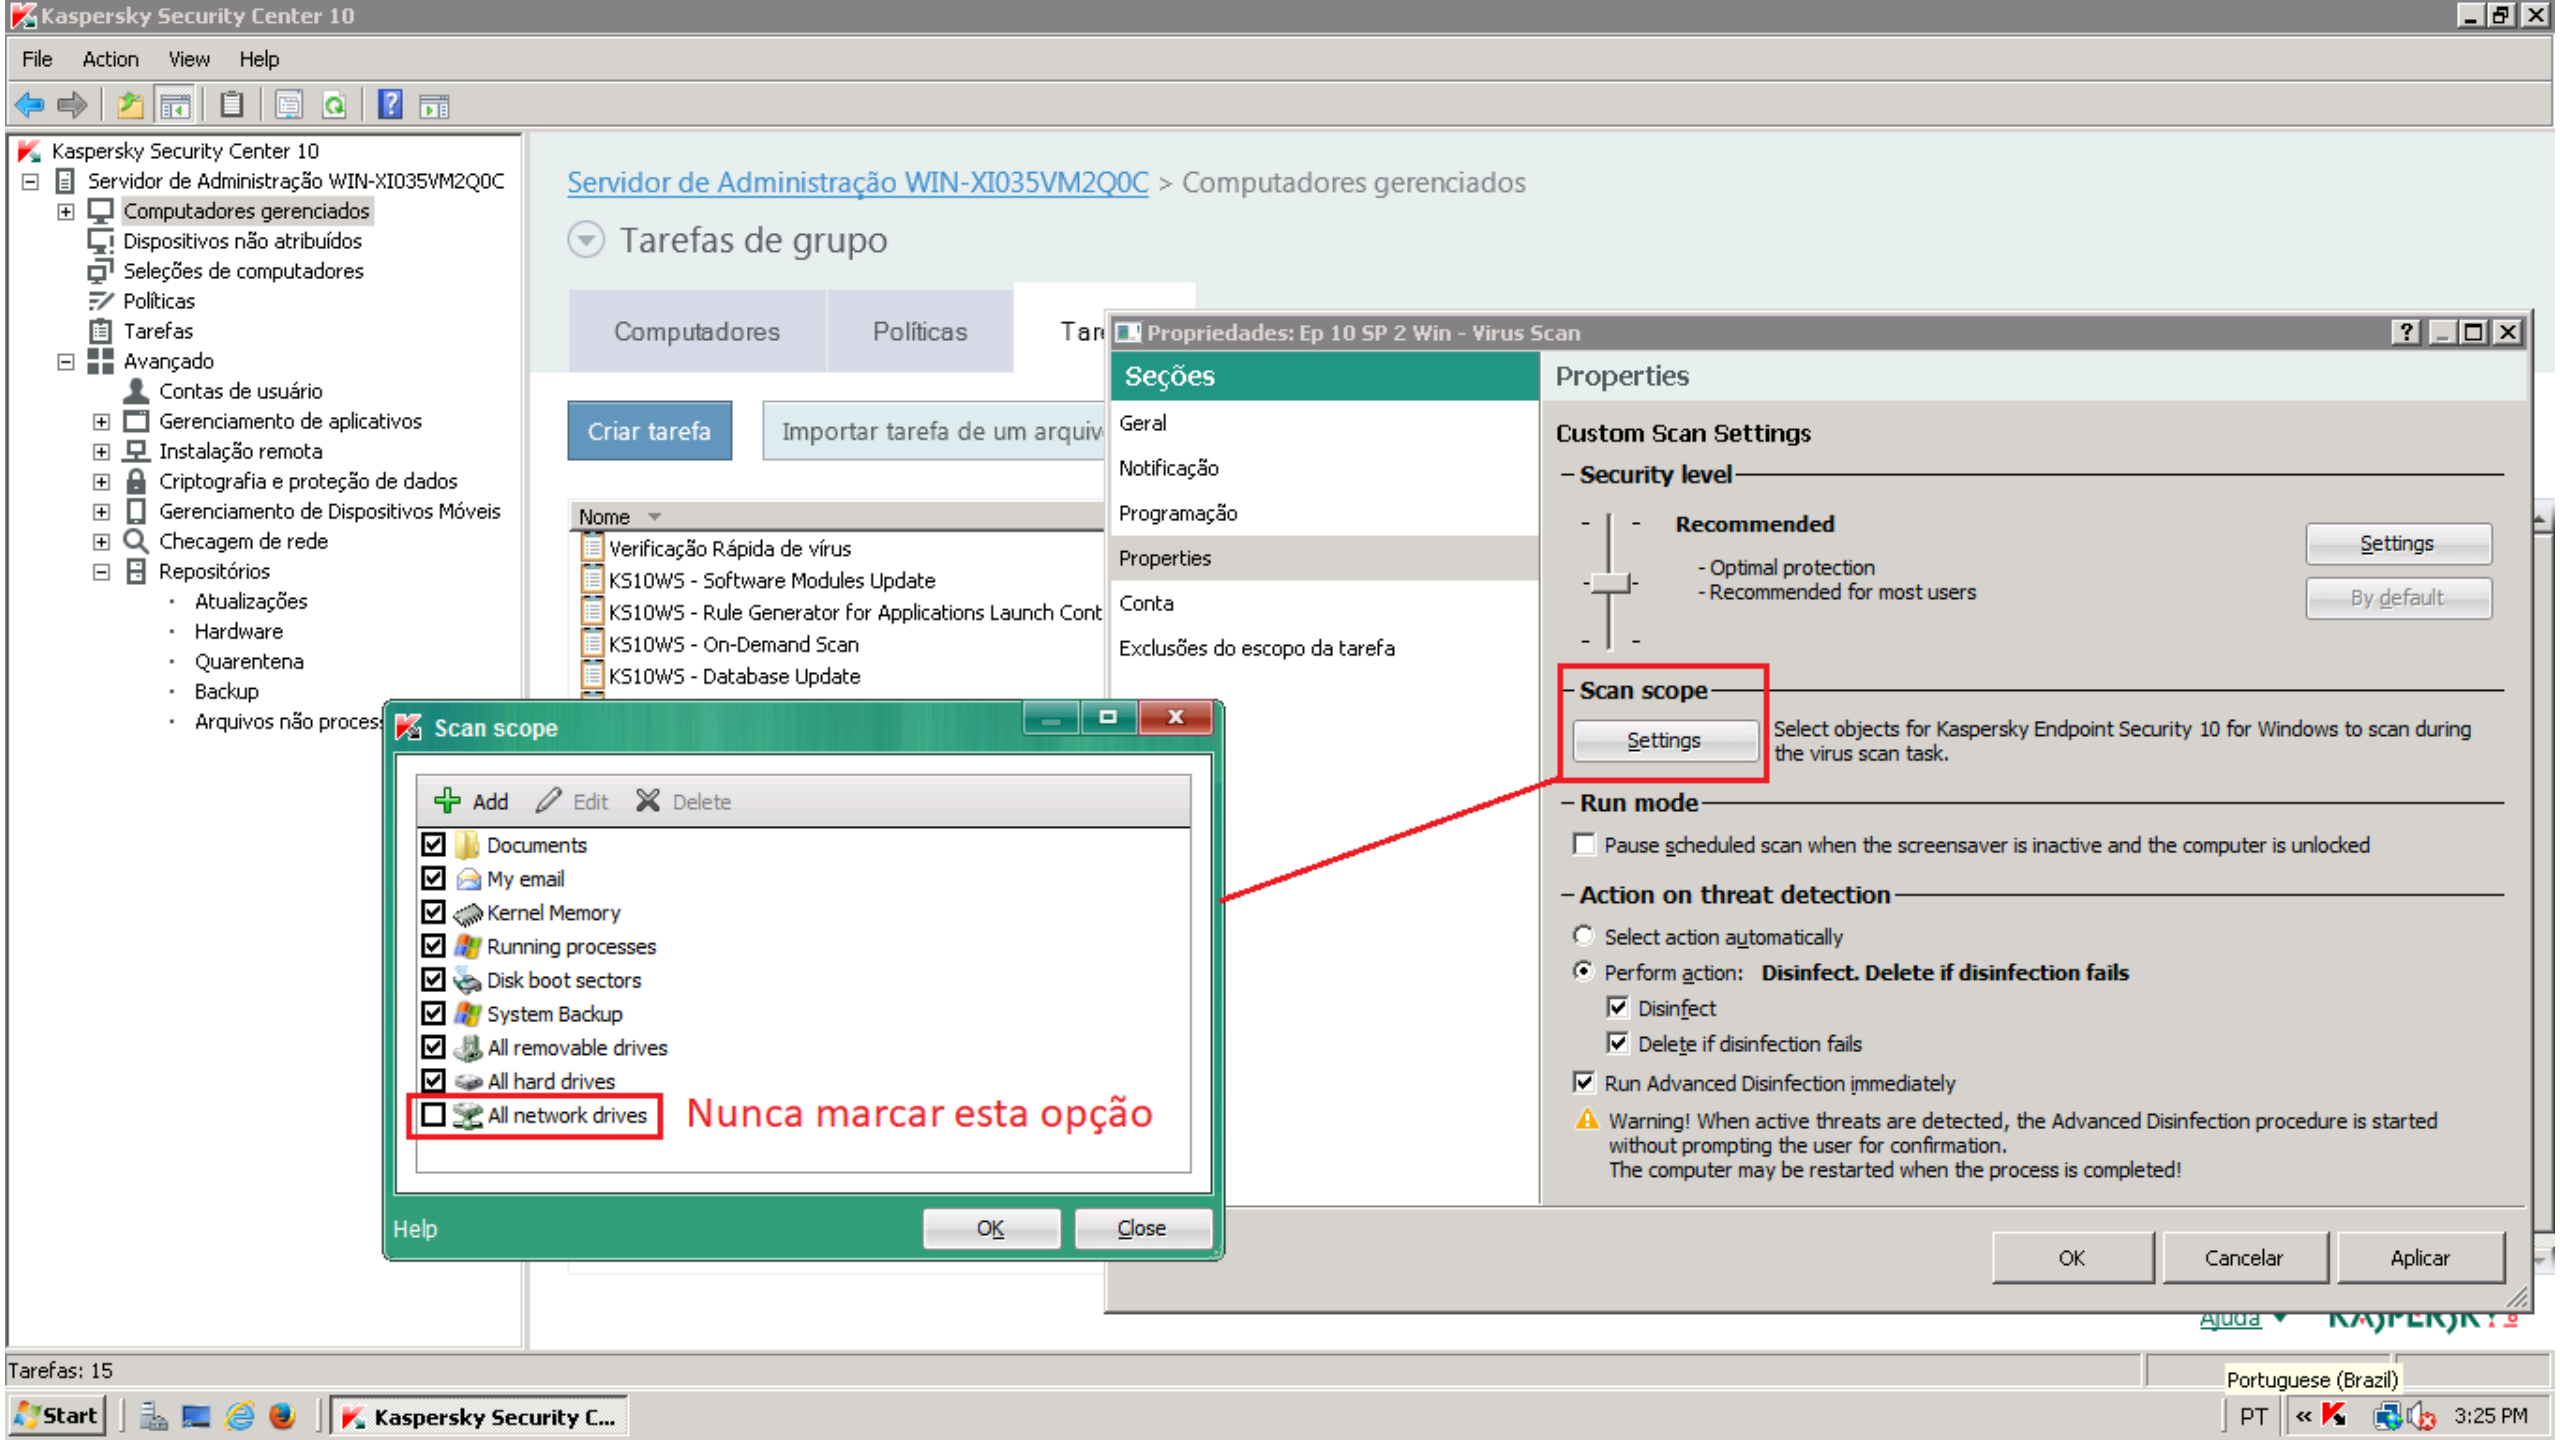 Kaspersky Security Center 10
File Action View Help
Kaspersky Security Center 10
Servidor de Administração WIN-XI035VM2Q0C
Computadores gerenciados
Dispositivos não atribuídos
Seleções de computadores
Políticas
Tarefas
Avançado
Contas de usuário
Gerenciamento de aplicativos
Instalação remota
Criptografia e proteção de dados
Gerenciamento de Dispositivos Móveis
Checagem de rede
Repositórios
Atualizações
Hardware
Quarentena
Backup
Arquivos não process
Servidor de Administração WIN-XI035VM2Q0C > Computadores gerenciados
Tarefas de grupo
Computadores Políticas Tare
Criar tarefa Importar tarefa de um arquiv
Nome
Verificação Rápida de vírus
KS10WS - Software Modules Update
KS10WS - Rule Generator for Applications Launch Cont
KS10WS - On-Demand Scan
KS10WS - Database Update
Propriedades: Ep 10 SP 2 Win - Virus Scan
Seções
Geral
Notificação
Programação
Properties
Conta
Exclusões do escopo da tarefa
Properties
Custom Scan Settings
Security level
Recommended
- Optimal protection
- Recommended for most users
Settings
By default
Scan scope
Settings
Select objects for Kaspersky Endpoint Security 10 for Windows to scan during
the virus scan task.
Run mode
Pause scheduled scan when the screensaver is inactive and the computer is unlocked
Action on threat detection
Select action automatically
Perform action: Disinfect. Delete if disinfection fails
Disinfect
Delete if disinfection fails
Run Advanced Disinfection immediately
Warning! When active threats are detected, the Advanced Disinfection procedure is started
without prompting the user for confirmation.
The computer may be restarted when the process is completed!
OK Cancelar Aplicar
Scan scope
Add Edit Delete
Documents
My email
Kernel Memory
Running processes
Disk boot sectors
System Backup
All removable drives
All hard drives
All network drives Nunca marcar esta opção
Help OK Close
Ajuda KASPERSKY
Tarefas: 15
Portuguese (Brazil)
Start Kaspersky Security C... PT « 3:25 PM